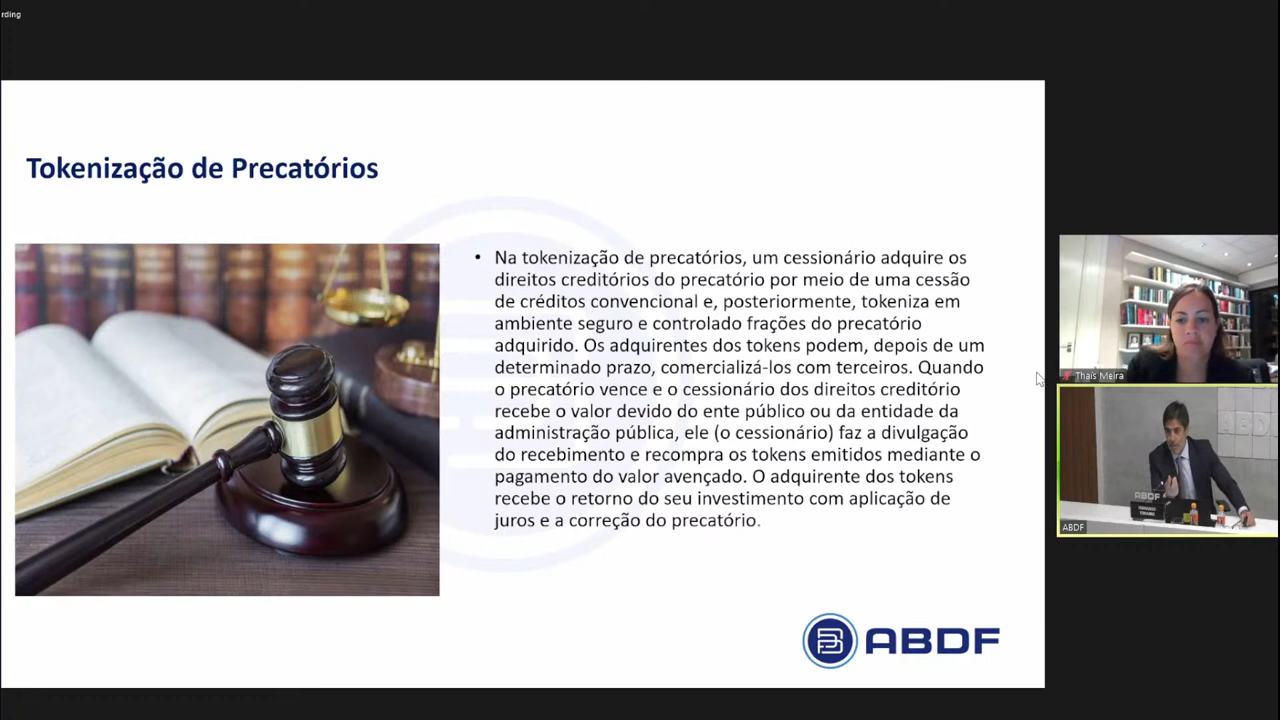 rding
Tokenização de Precatórios
• Na tokenização de precatórios, um cessionário adquire os
direitos creditórios do precatório por meio de uma cessão
de créditos convencional e, posteriormente, tokeniza em
ambiente seguro e controlado frações do precatório
adquirido. Os adquirentes dos tokens podem, depois de um
determinado prazo, comercializá-los com terceiros. Quando
o precatório vence e o cessionário dos direitos creditório
recebe o valor devido do ente público ou da entidade da
administração pública, ele (o cessionário) faz a divulgação
do recebimento e recompra os tokens emitidos mediante o
pagamento do valor avençado. O adquirente dos tokens
recebe o retorno do seu investimento com aplicação de
juros e a correção do precatório.
ABDF
Thais Meira
ABDF
ABDF